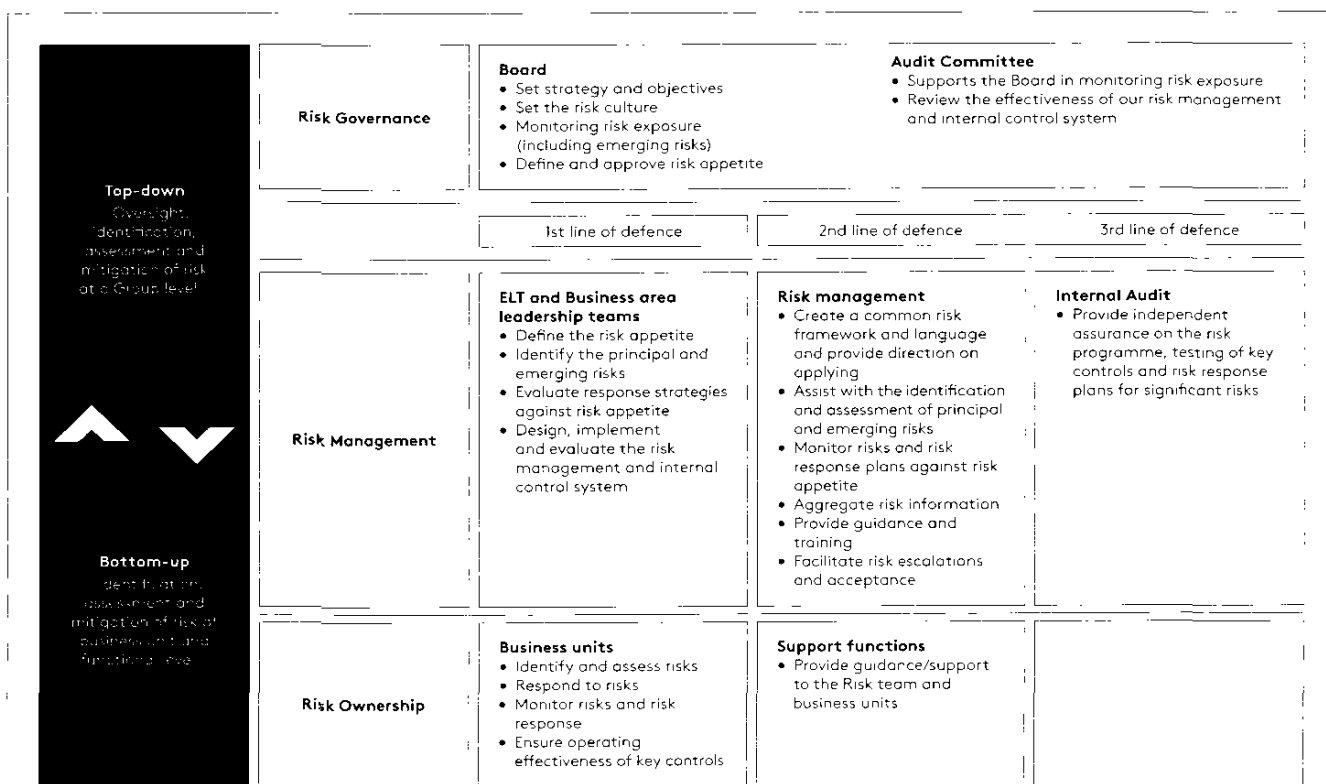 Top-down
Oversight,
identification,
assessment and
mitigation of risk
at a Group level
Bottom-up
Identification,
assessment and
mitigation of risk at
business unit and
functional level
Risk Governance
Board
• Set strategy and objectives
• Set the risk culture
• Monitoring risk exposure
(including emerging risks)
• Define and approve risk appetite
Audit Committee
• Supports the Board in monitoring risk exposure
• Review the effectiveness of our risk management
and internal control system
1st line of defence
2nd line of defence
3rd line of defence
Risk Management
ELT and Business area
leadership teams
• Define the risk appetite
• Identify the principal and
emerging risks
• Evaluate response strategies
against risk appetite
• Design, implement
and evaluate the risk
management and internal
control system
Risk management
• Create a common risk
framework and language
and provide direction on
applying
• Assist with the identification
and assessment of principal
and emerging risks
• Monitor risks and risk
response plans against risk
appetite
• Aggregate risk information
• Provide guidance and
training
• Facilitate risk escalations
and acceptance
Internal Audit
• Provide independent
assurance on the risk
programme, testing of key
controls and risk response
plans for significant risks
Risk Ownership
Business units
• Identify and assess risks
• Respond to risks
• Monitor risks and risk
response
• Ensure operating
effectiveness of key controls
Support functions
• Provide guidance/support
to the Risk team and
business units